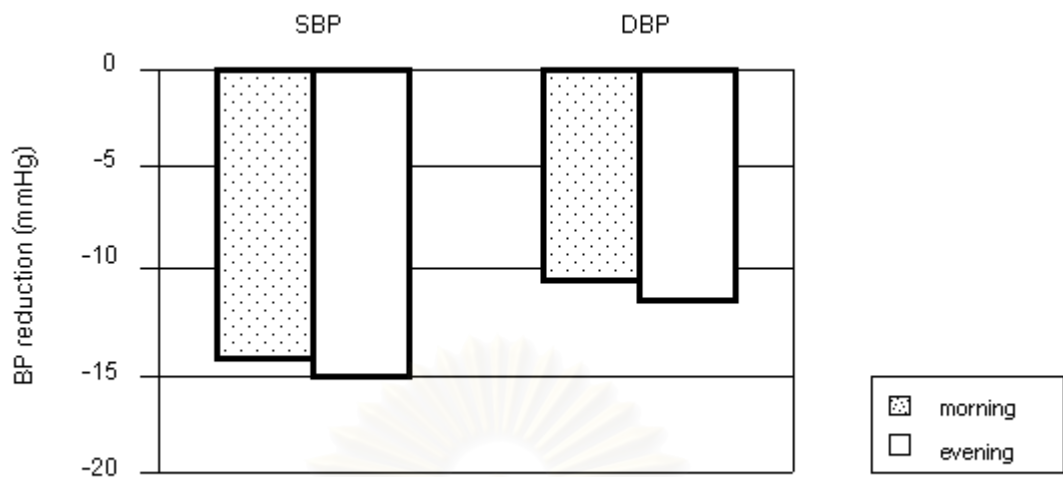 SBP DBP
0
-5
-10
-15
-20
BP reduction (mmHg)
morning
evening